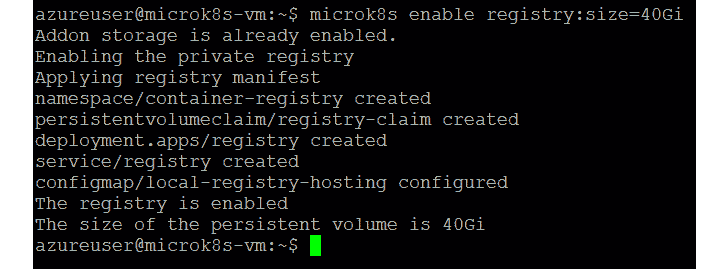 azureuser@microk8s-vm:~$ microk8s enable registry:size=40Gi
Addon storage is already enabled.
Enabling the private registry
Applying registry manifest
namespace/container-registry created
persistentvolumeclaim/registry-claim created
deployment.apps/registry created
service/registry created
configmap/local-registry-hosting configured
The registry is enabled
The size of the persistent volume is 40Gi
azureuser@microk8s-vm:~$